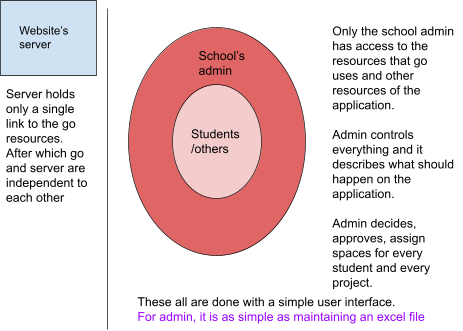 Website's
server
Server holds
only a single
link to the go
resources.
After which go
and server are
independent to
each other
School's
admin
Students
/others
Only the school admin
has access to the
resources that go
uses and other
resources of the
application.
Admin controls
everything and it
describes what should
happen on the
application.
Admin decides,
approves, assign
spaces for every
student and every
project.
These all are done with a simple user interface.
For admin, it is as simple as maintaining an excel file